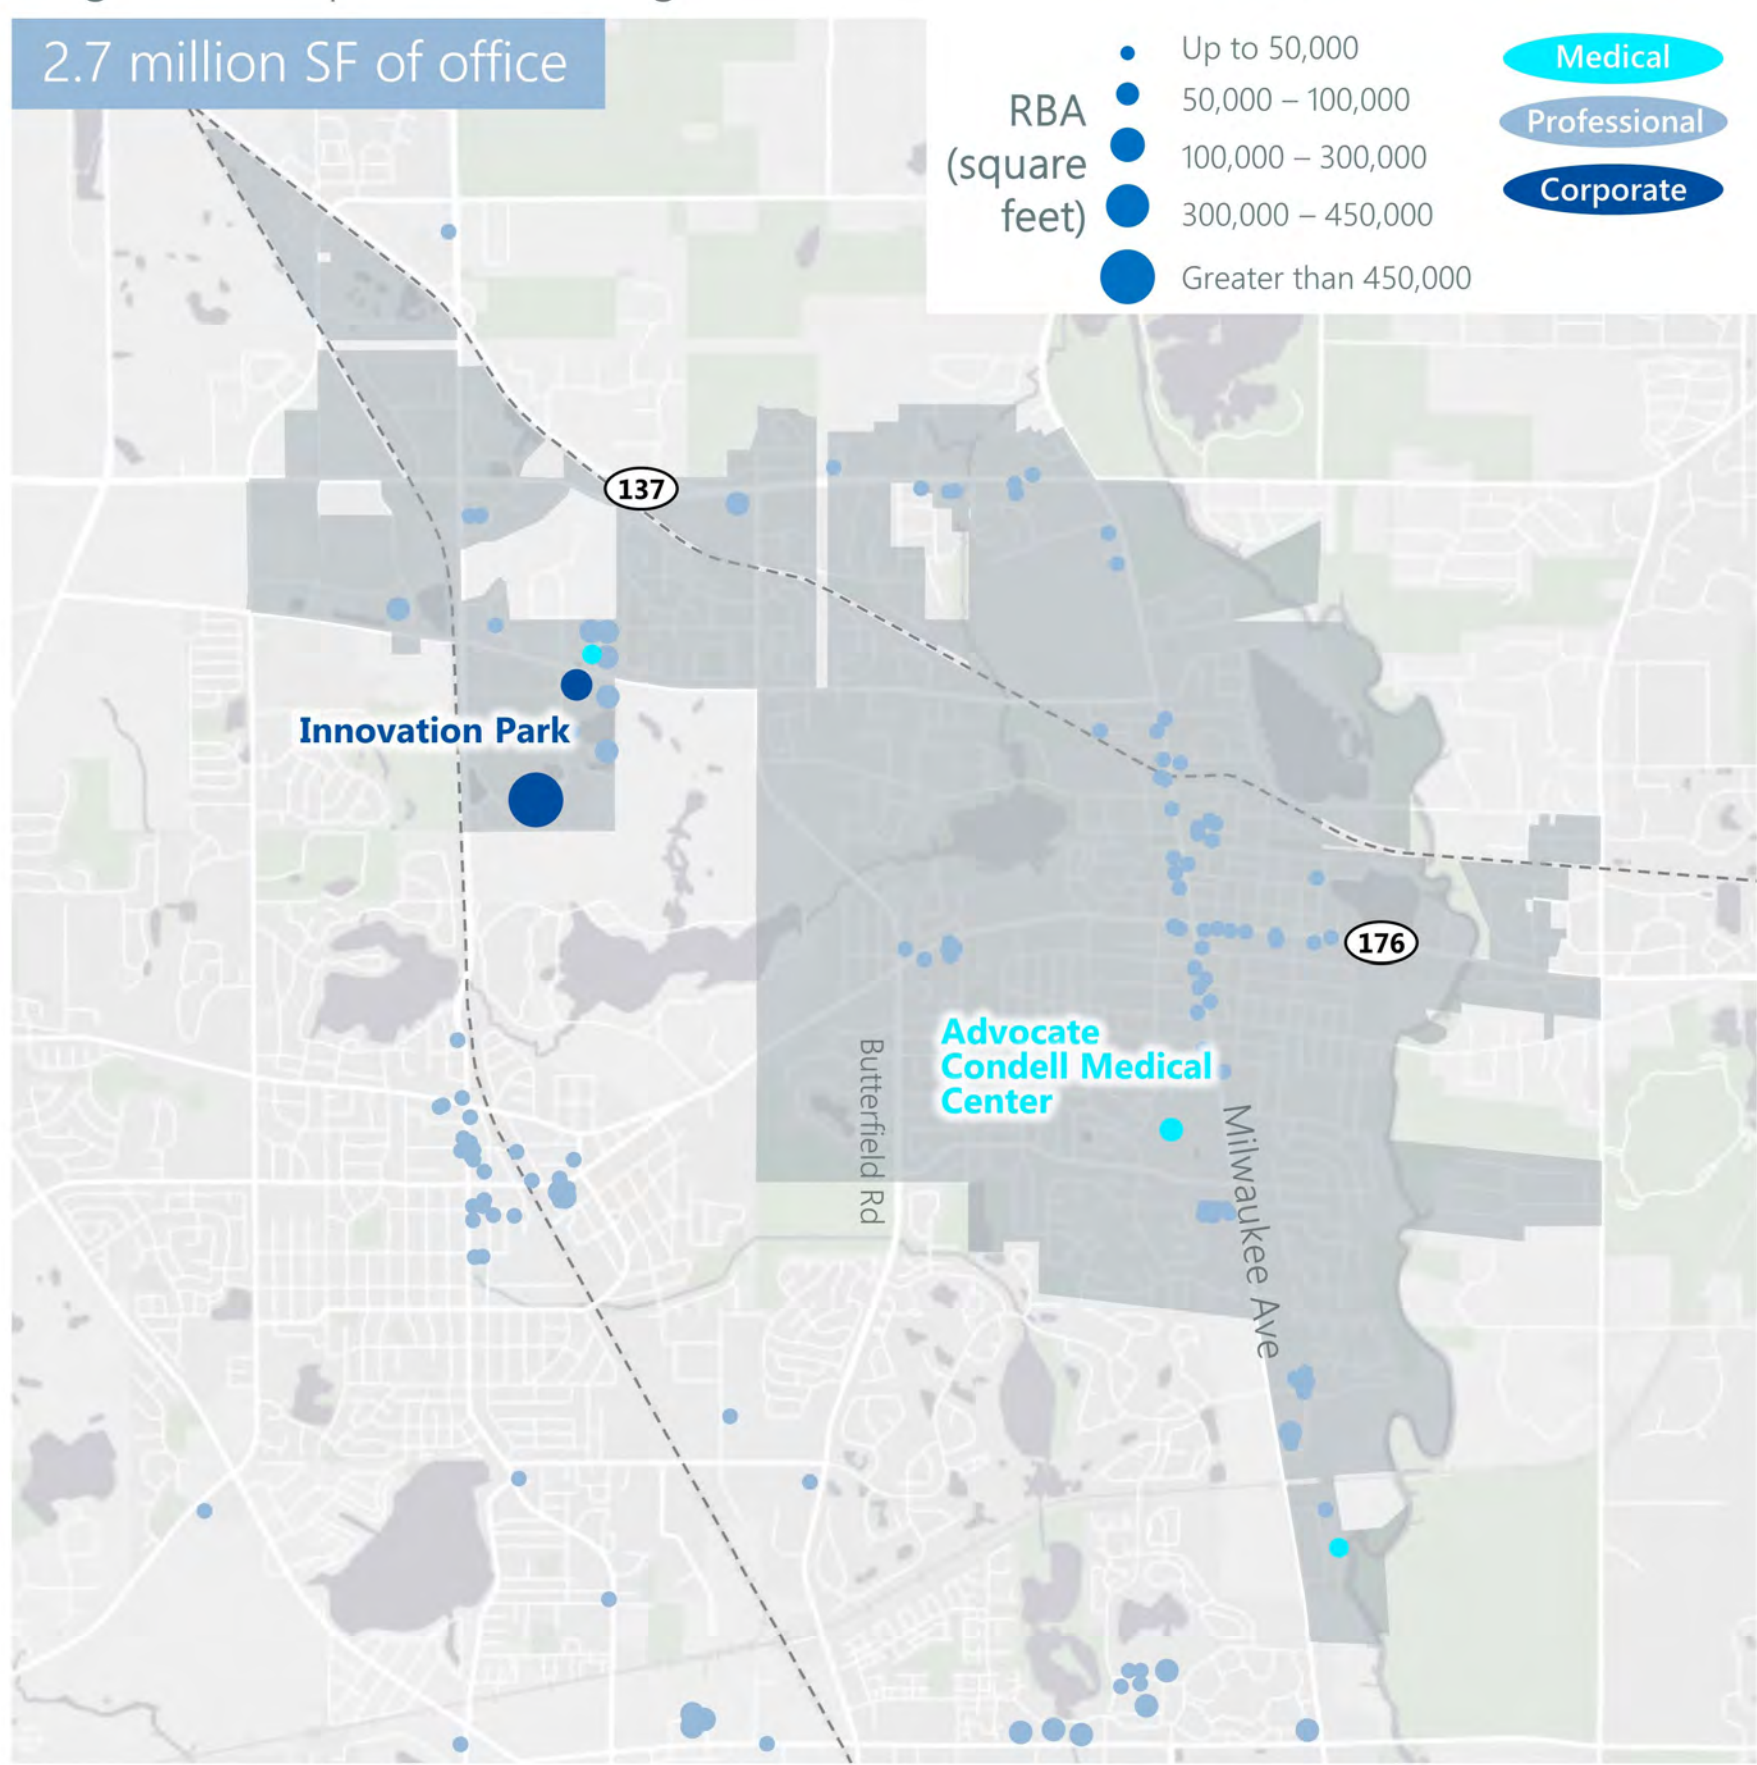 2.7 million SF of office
RBA
(square
feet)
Up to 50,000
50,000 – 100,000
100,000 – 300,000
300,000 – 450,000
Greater than 450,000
Medical
Professional
Corporate
137
Innovation Park
176
Advocate
Condell Medical
Center
Butterfield Rd
Milwaukee Ave